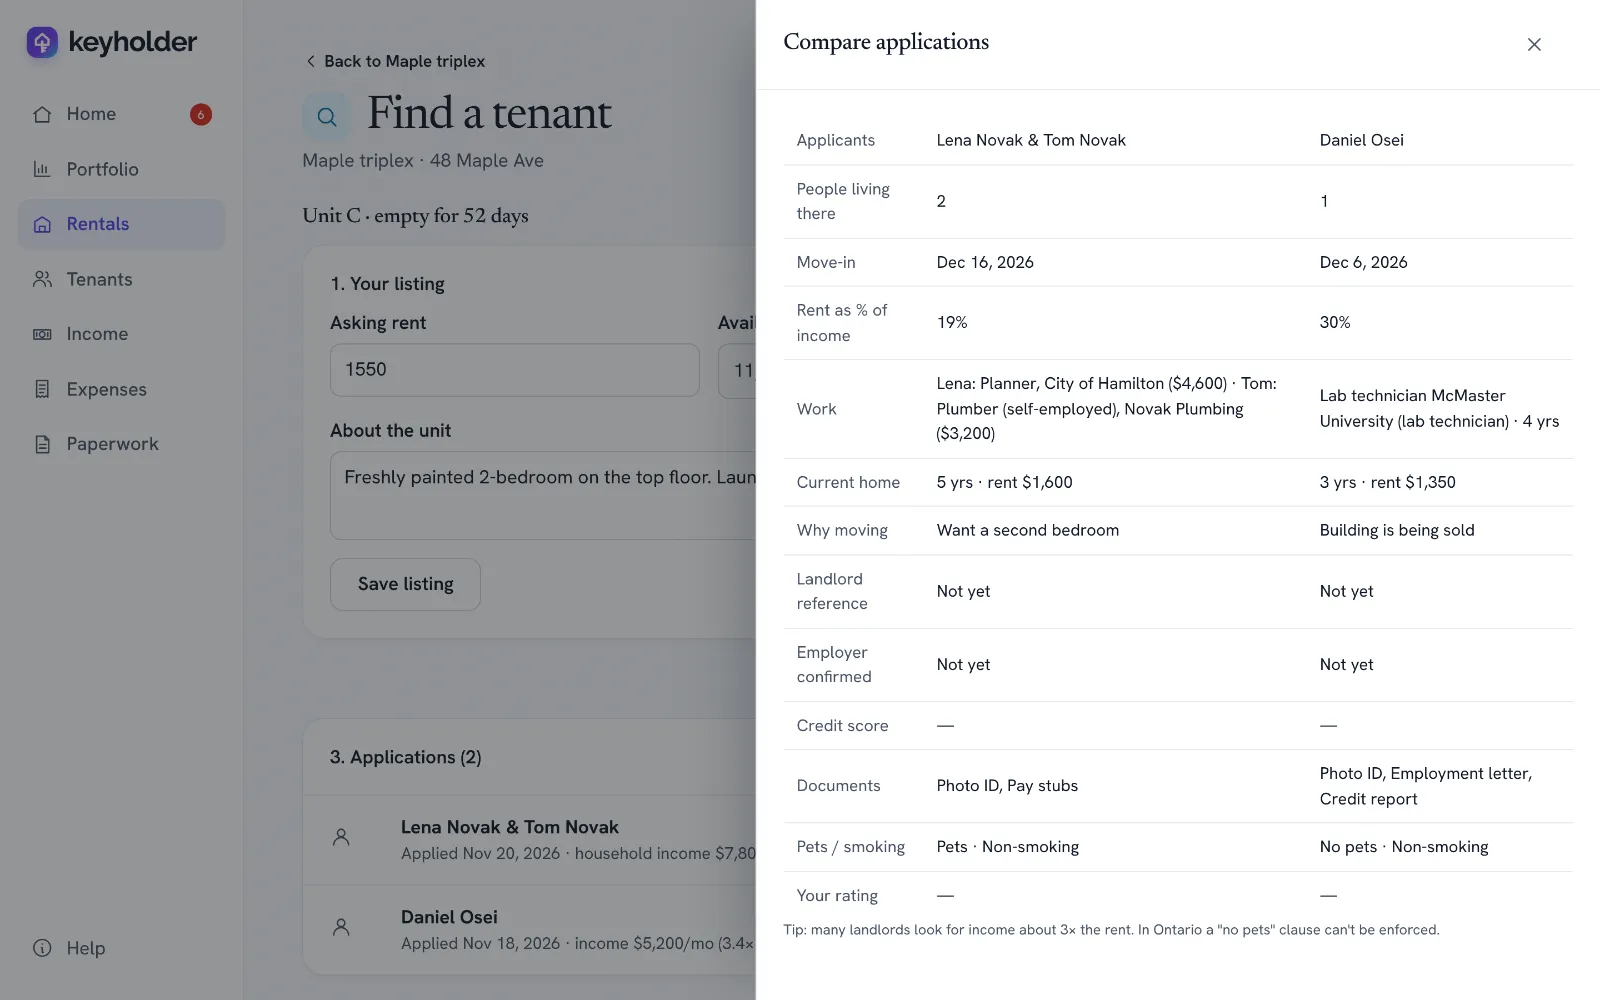 keyholder
Home
6
Portfolio
Rentals
Tenants
Income
Expenses
Paperwork
Help
Back to Maple triplex
Find a tenant
Maple triplex · 48 Maple Ave
Unit C · empty for 52 days
1. Your listing
Asking rent
Avai
1550
11
About the unit
Freshly painted 2-bedroom on the top floor. Laun
Save listing
3. Applications (2)
Lena Novak & Tom Novak
Applied Nov 20, 2026 · household income $7,80
Daniel Osei
Applied Nov 18, 2026 · income $5,200/mo (3.4×
Compare applications
Applicants
Lena Novak & Tom Novak
Daniel Osei
People living
there
2
1
Move-in
Dec 16, 2026
Dec 6, 2026
Rent as % of
income
19%
30%
Work
Lena: Planner, City of Hamilton ($4,600) · Tom:
Plumber (self-employed), Novak Plumbing
($3,200)
Lab technician McMaster
University (lab technician) · 4 yrs
Current home
5 yrs · rent $1,600
3 yrs · rent $1,350
Why moving
Want a second bedroom
Building is being sold
Landlord
reference
Not yet
Not yet
Employer
confirmed
Not yet
Not yet
Credit score
—
—
Documents
Photo ID, Pay stubs
Photo ID, Employment letter,
Credit report
Pets / smoking
Pets · Non-smoking
No pets · Non-smoking
Your rating
—
—
Tip: many landlords look for income about 3× the rent. In Ontario a "no pets" clause can't be enforced.